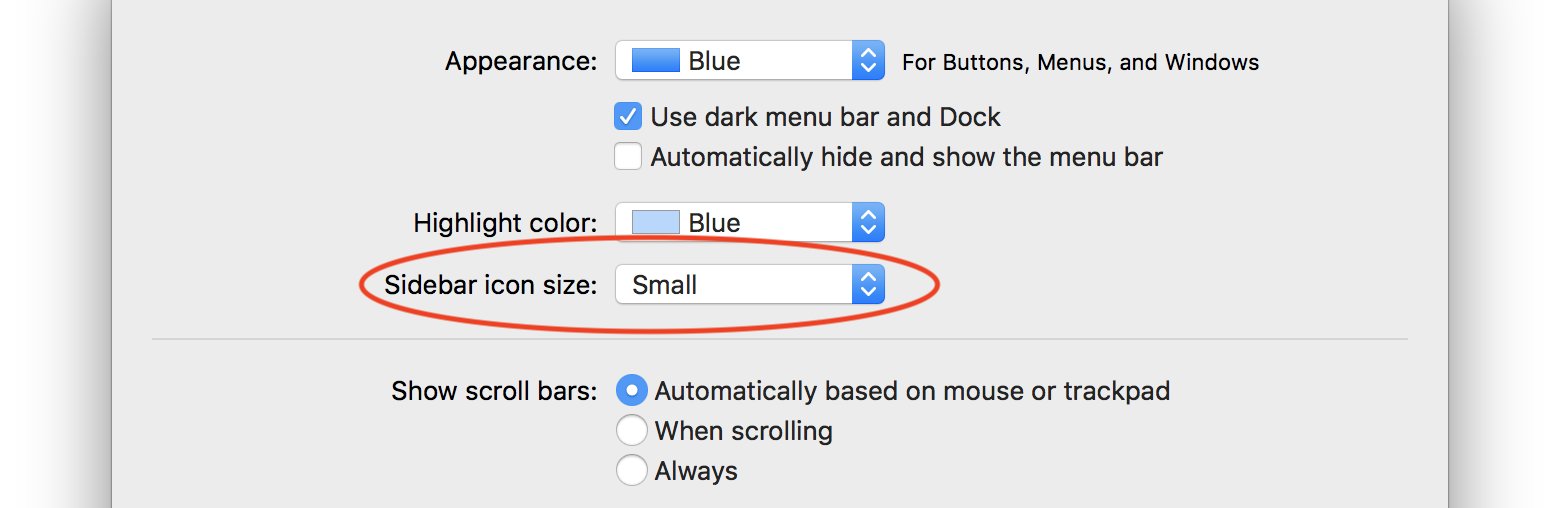 Appearance: Blue For Buttons, Menus, and Windows
Use dark menu bar and Dock
Automatically hide and show the menu bar
Highlight color: Blue
Sidebar icon size: Small
Show scroll bars: Automatically based on mouse or trackpad
When scrolling
Always